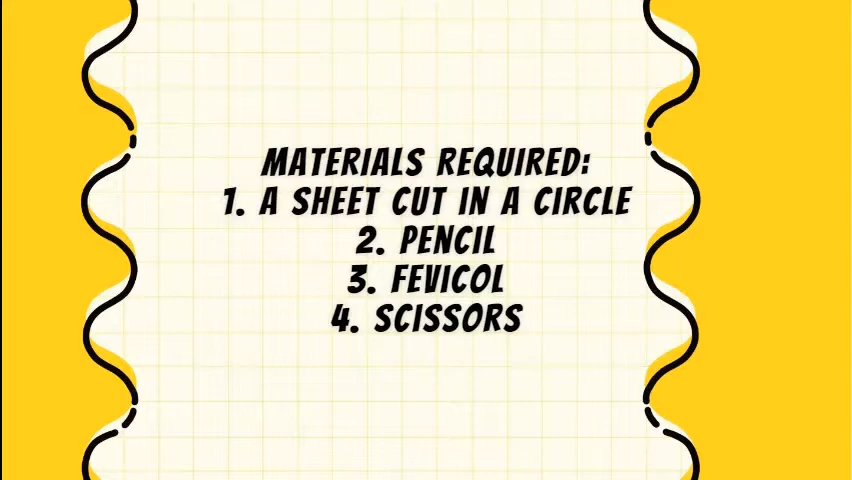 MATERIALS REQUIRED:
1. A SHEET CUT IN A CIRCLE
2. PENCIL
3. FEVICOL
4. SCISSORS